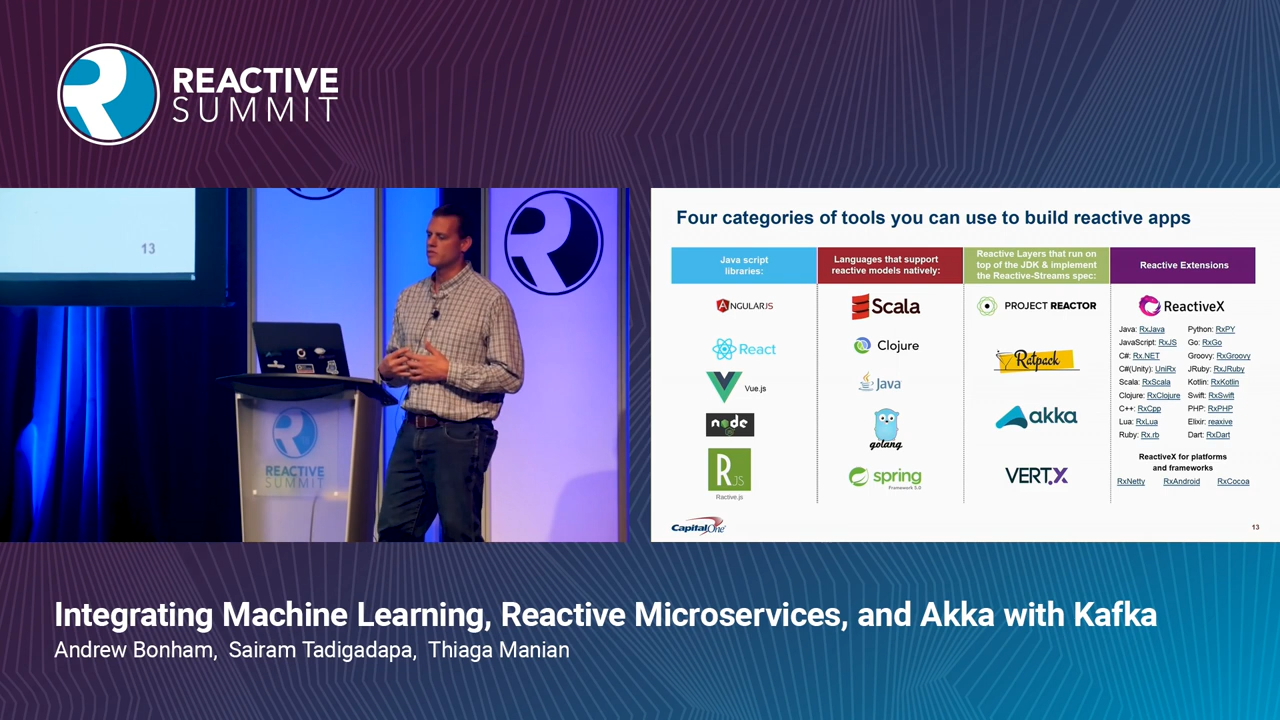 REACTIVE
SUMMIT
13
REACTIVE
SUMMIT
Four categories of tools you can use to build reactive apps
Java script
libraries:
ANGULARJS
React
Vue.js
node
JS
R
JS
Ractive.js
Languages that support
reactive models natively:
Scala
Clojure
Java
golang
spring
Framework 5.0
Reactive Layers that run on
top of the JDK & implement
the Reactive-Streams spec:
PROJECT REACTOR
Ratpack
akka
VERT.X
Reactive Extensions
ReactiveX
Java: RxJava
JavaScript: RxJS
C#: Rx.NET
C#(Unity): UniRx
Scala: RxScala
Clojure: RxClojure
C++: RxCpp
Lua: RxLua
Ruby: Rx.rb
Python: RxPY
Go: RxGo
Groovy: RxGroovy
JRuby: RxJRuby
Kotlin: RxKotlin
Swift: RxSwift
PHP: RxPHP
Elixir: reaxive
Dart: RxDart
ReactiveX for platforms
and frameworks
RxNetty RxAndroid RxCocoa
Capital One
13
Integrating Machine Learning, Reactive Microservices, and Akka with Kafka
Andrew Bonham, Sairam Tadigadapa, Thiaga Manian